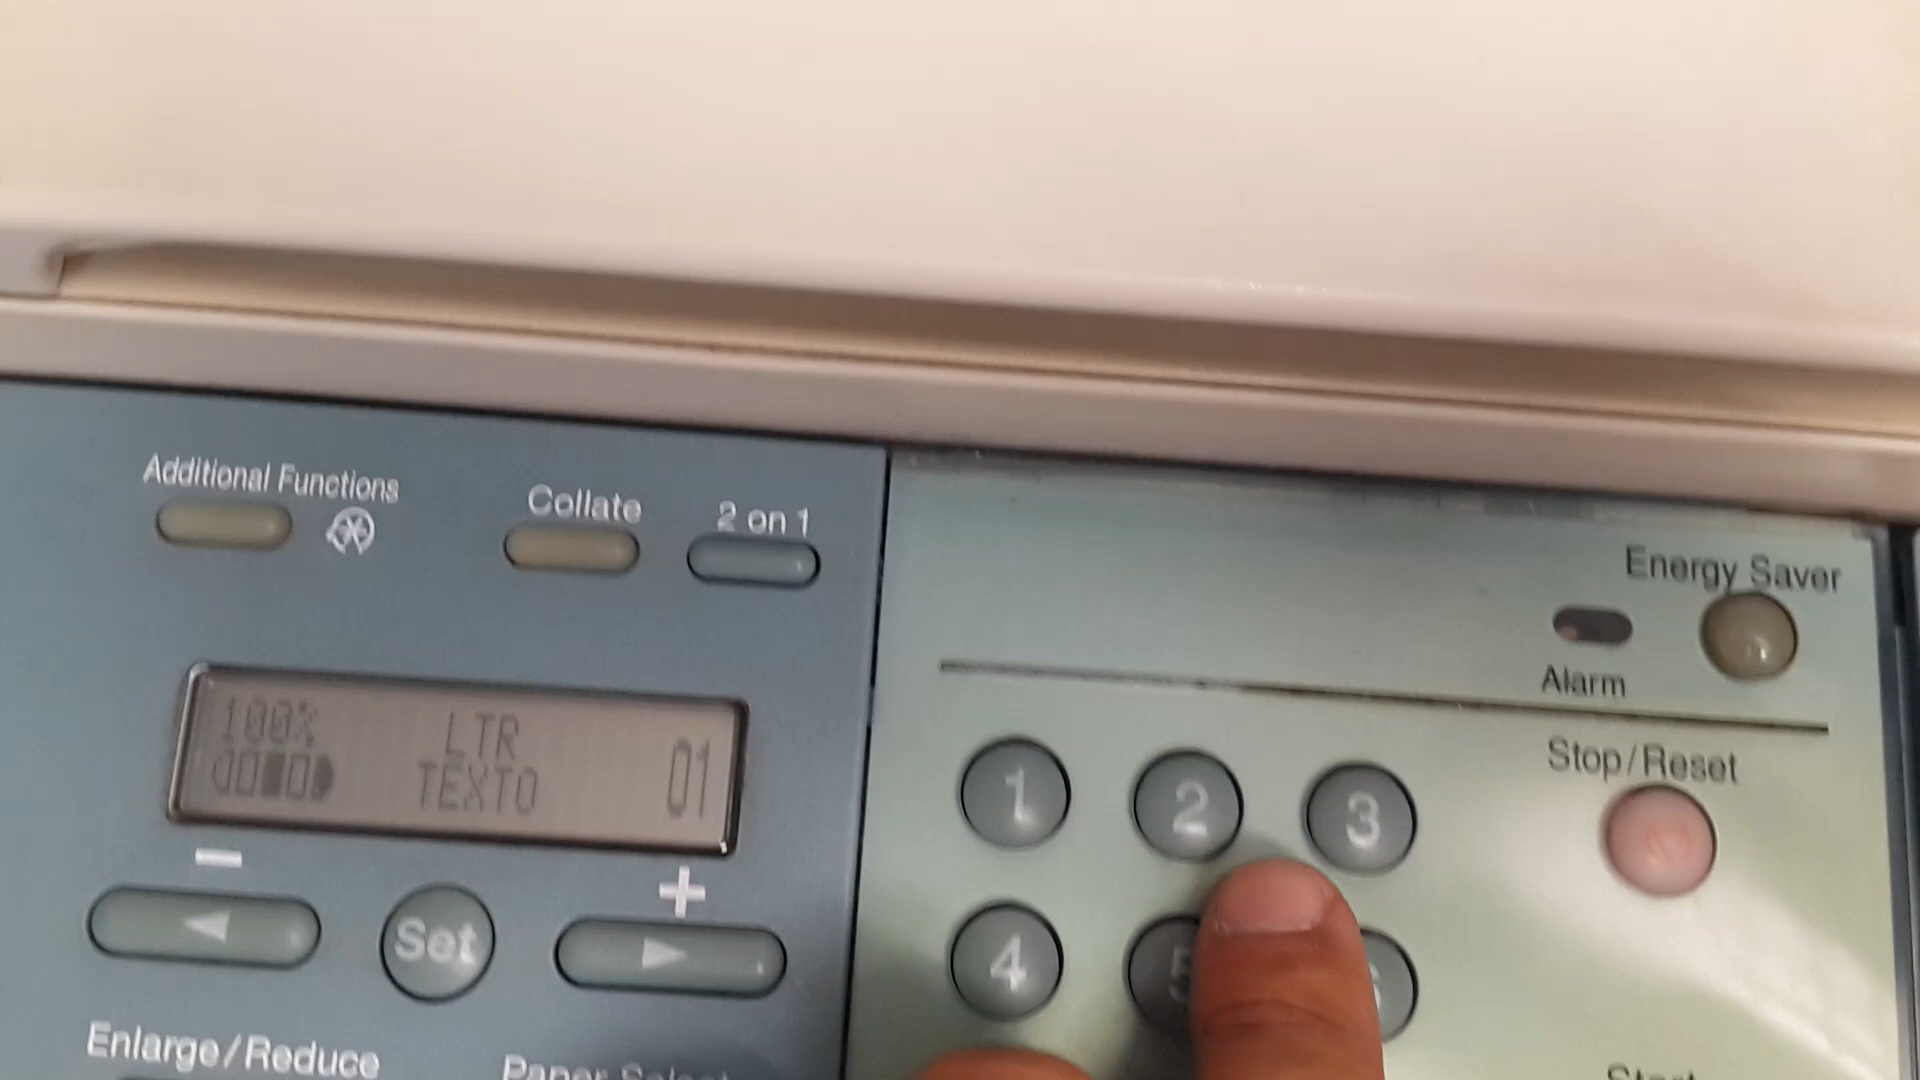 Additional Functions
Collate
2 on 1
Energy Saver
Alarm
100% LTR
TEXTO 01
Stop/Reset
1 2 3
- +
Set
4 5
Enlarge/Reduce
Paper Select
Start